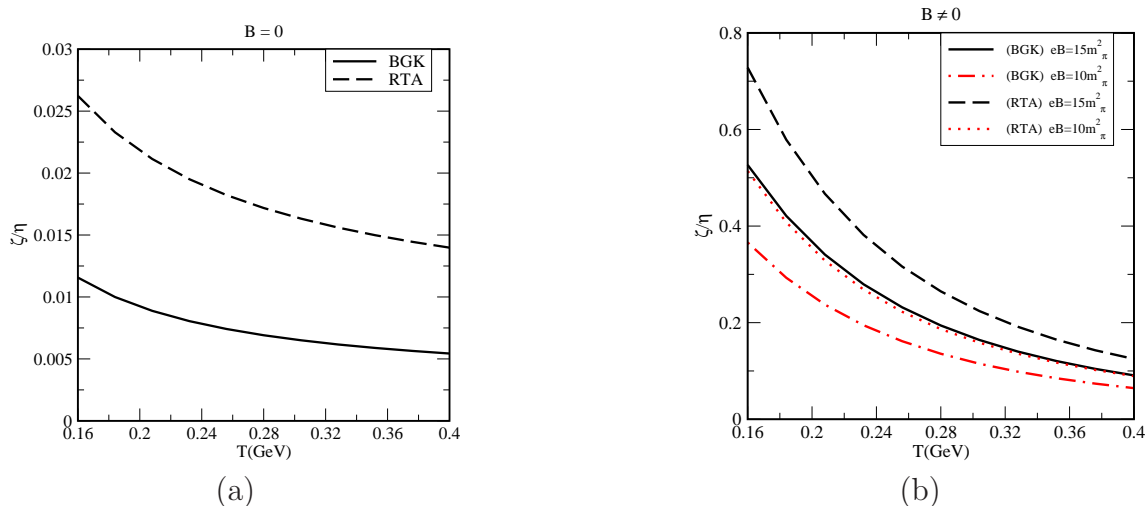 B = 0
0.03
0.025
0.02
0.015
0.01
0.005
0
ζ/η
BGK
RTA
0.16
0.2
0.24
0.28
0.32
0.36
0.4
T(GeV)
(a)
B ≠ 0
0.8
0.6
0.4
0.2
0
ζ/η
(BGK) eB=15m²π
(BGK) eB=10m²π
(RTA) eB=15m²π
(RTA) eB=10m²π
0.16
0.2
0.24
0.28
0.32
0.36
0.4
T(GeV)
(b)